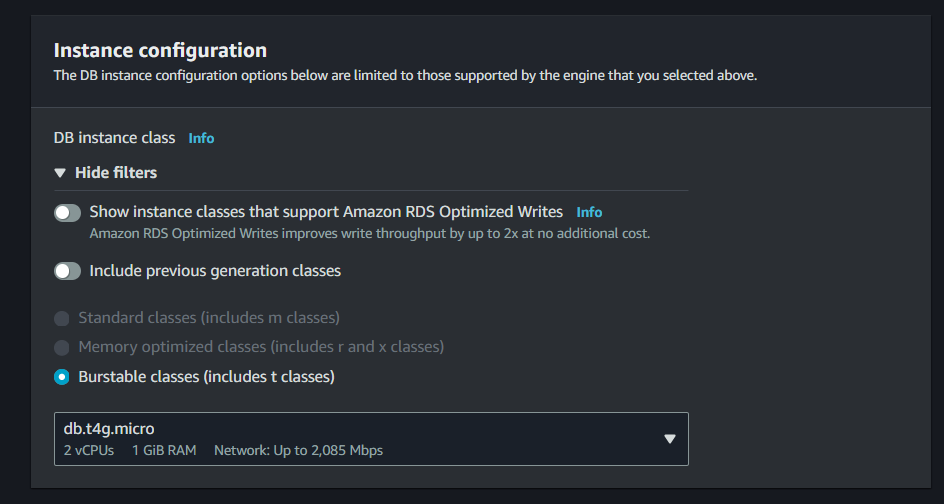 Instance configuration
The DB instance configuration options below are limited to those supported by the engine that you selected above.
DB instance class Info
Hide filters
Show instance classes that support Amazon RDS Optimized Writes Info
Amazon RDS Optimized Writes improves write throughput by up to 2x at no additional cost.
Include previous generation classes
Standard classes (includes m classes)
Memory optimized classes (includes r and x classes)
Burstable classes (includes t classes)
db.t4g.micro
2 vCPUs 1 GiB RAM Network: Up to 2,085 Mbps